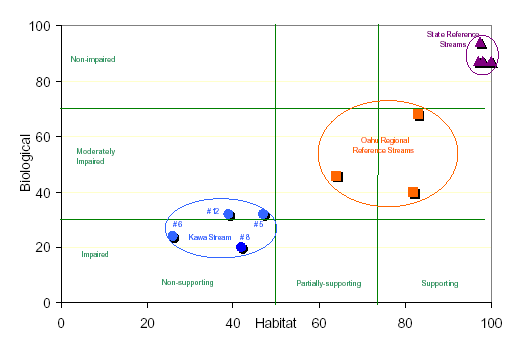 100
State Reference
Streams
Non-impaired
80
Oahu Regional
Reference Streams
60
Moderately
Impaired
Biological
40
#12
#6
#5
Kawa Stream
#8
20
Impaired
Non-supporting
Partially-supporting
Supporting
0
0
20
40
Habitat
60
80
100